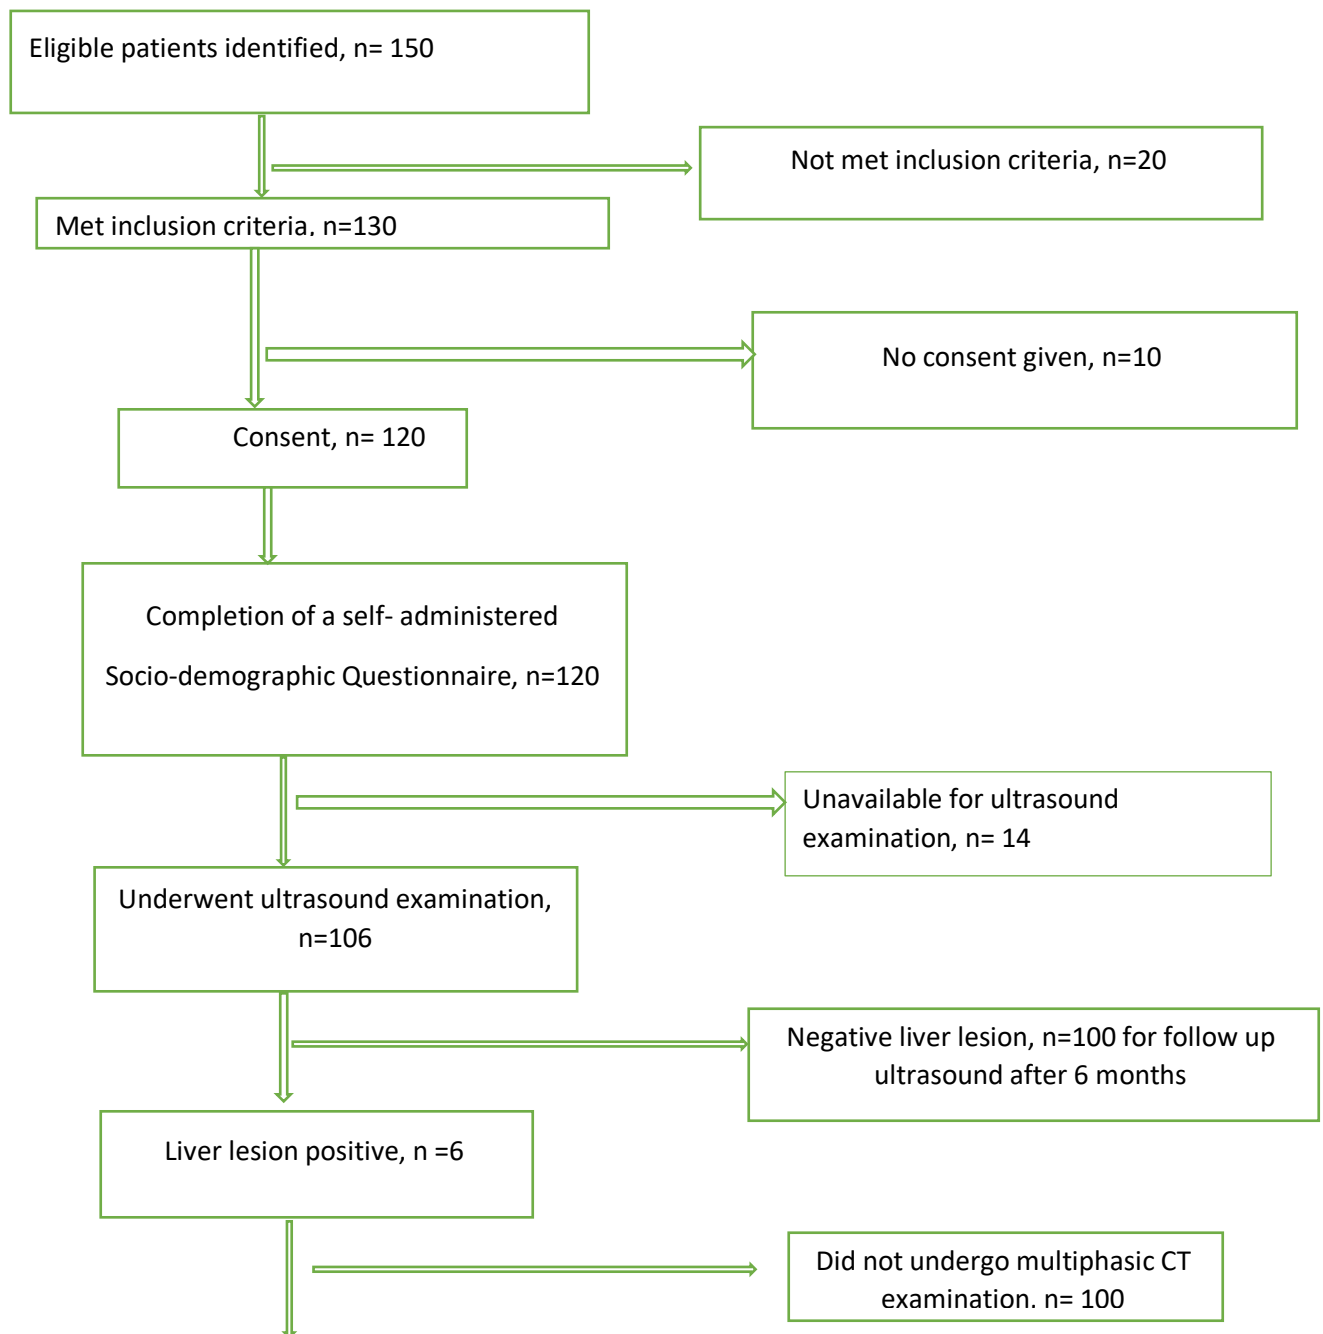 Eligible patients identified, n= 150
Not met inclusion criteria, n=20
Met inclusion criteria, n=130
No consent given, n=10
Consent, n= 120
Completion of a self- administered
Socio-demographic Questionnaire, n=120
Unavailable for ultrasound
examination, n= 14
Underwent ultrasound examination,
n=106
Negative liver lesion, n=100 for follow up
ultrasound after 6 months
Liver lesion positive, n =6
Did not undergo multiphasic CT
examination, n= 100